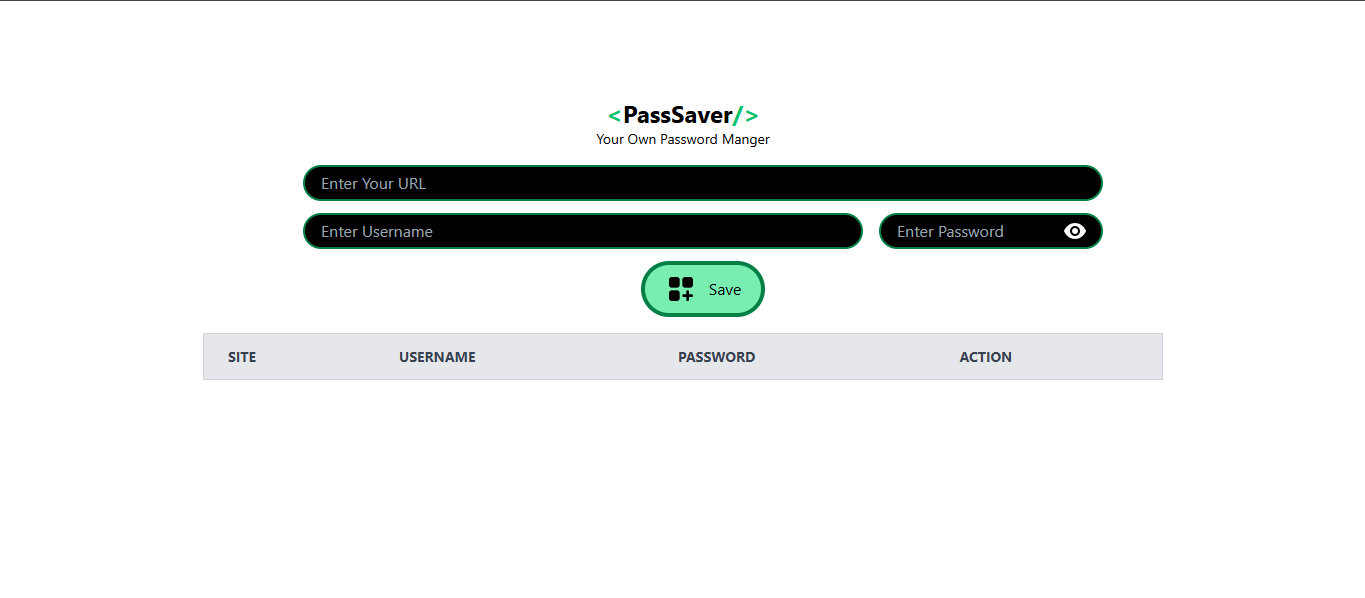 <PassSaver/>
Your Own Password Manger
Enter Your URL
Enter Username Enter Password
Save
SITE USERNAME PASSWORD ACTION